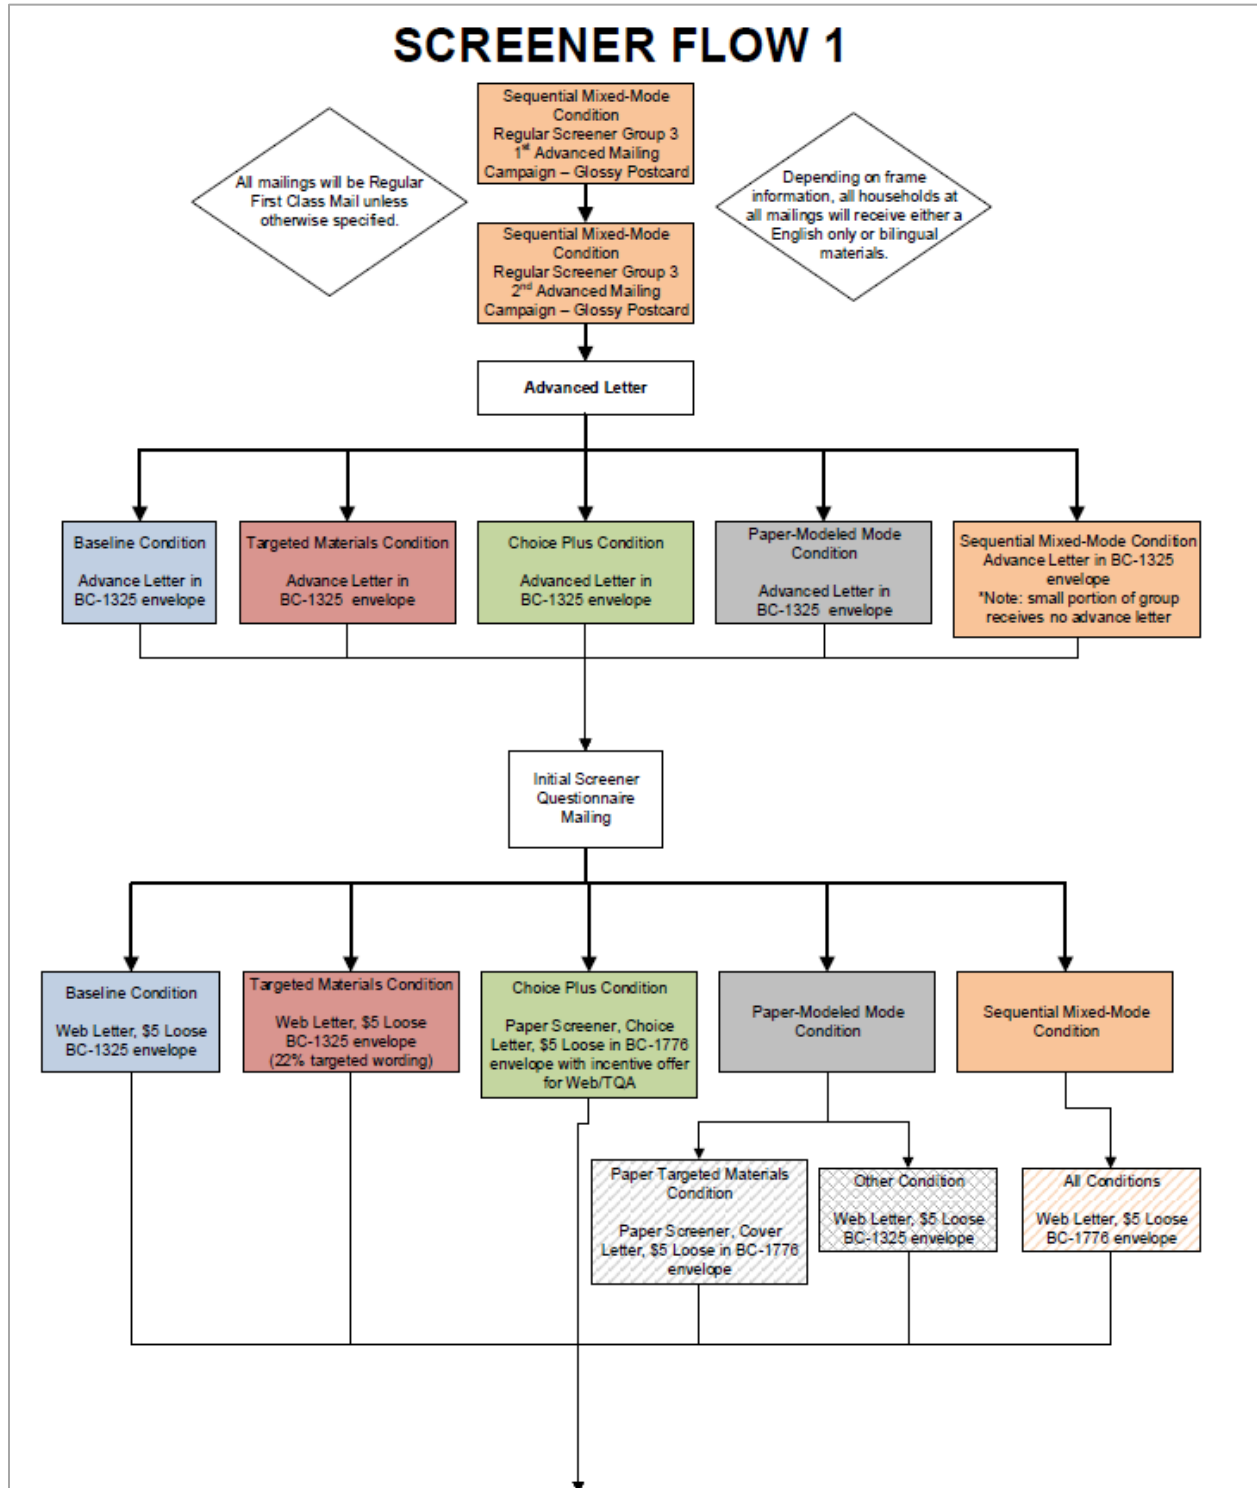 SCREENER FLOW 1
Sequential Mixed-Mode
Condition
Regular Screener Group 3
1st Advanced Mailing
Campaign – Glossy Postcard
All mailings will be Regular
First Class Mail unless
otherwise specified.
Depending on frame
information, all households at
all mailings will receive either a
English only or bilingual
materials.
Sequential Mixed-Mode
Condition
Regular Screener Group 3
2nd Advanced Mailing
Campaign – Glossy Postcard
Advanced Letter
Baseline Condition
Advance Letter in
BC-1325 envelope
Targeted Materials Condition
Advance Letter in
BC-1325 envelope
Choice Plus Condition
Advanced Letter in
BC-1325 envelope
Paper-Modeled Mode
Condition
Advanced Letter in
BC-1325 envelope
Sequential Mixed-Mode Condition
Advance Letter in BC-1325
envelope
*Note: small portion of group
receives no advance letter
Initial Screener
Questionnaire
Mailing
Baseline Condition
Web Letter, $5 Loose
BC-1325 envelope
Targeted Materials Condition
Web Letter, $5 Loose
BC-1325 envelope
(22% targeted wording)
Choice Plus Condition
Paper Screener, Choice
Letter, $5 Loose in BC-1776
envelope with incentive offer
for Web/TQA
Paper-Modeled Mode
Condition
Sequential Mixed-Mode
Condition
Paper Targeted Materials
Condition
Paper Screener, Cover
Letter, $5 Loose in BC-1776
envelope
Other Condition
Web Letter, $5 Loose
BC-1325 envelope
All Conditions
Web Letter, $5 Loose
BC-1776 envelope